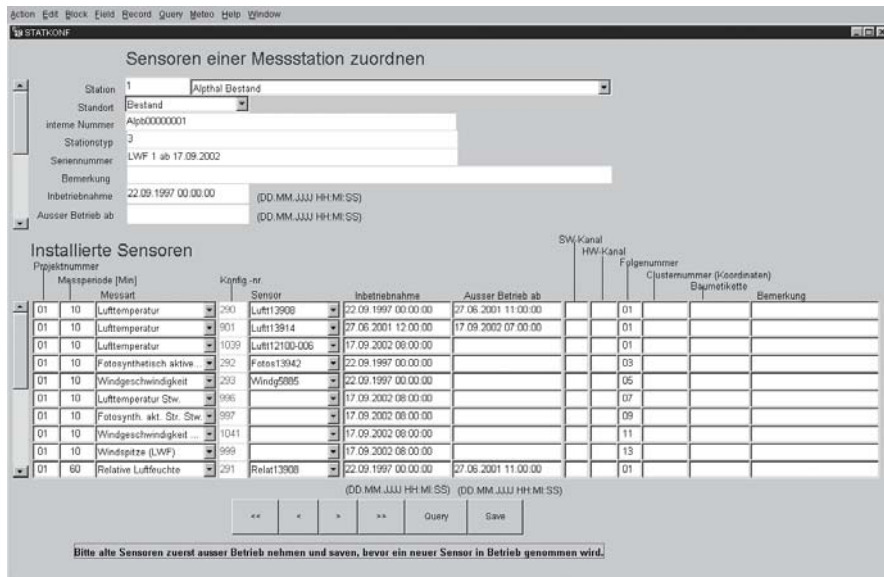 Action Edit Block Field Record Query Meteo Help Window
STATKONF
Sensoren einer Messstation zuordnen
Station 1 Alpthal Bestand
Standort Bestand
interne Nummer Alpb00000001
Stationstyp 3
Seriennummer LWF 1 ab 17.09.2002
Bemerkung
Inbetriebnahme 22.09.1997 00:00:00 (DD.MM.JJJJ HH:MI:SS)
Ausser Betrieb ab (DD.MM.JJJJ HH:MI:SS)
SW-Kanal
Installierte Sensoren HW-Kanal
Projektnummer Folgenummer
Messperiode [Min] Konfig.-nr. Clusternummer (Koordinaten)
Baumetikette
Messart Sensor Inbetriebnahme Ausser Betrieb ab Bemerkung
01 10 Lufttemperatur 290 Luftt13908 22.09.1997 00:00:00 27.06.2001 11:00:00 01
01 10 Lufttemperatur 901 Luftt13914 27.06.2001 12:00:00 17.09.2002 07:00:00 01
01 10 Lufttemperatur 1039 Luftt12100-006 17.09.2002 08:00:00 01
01 10 Fotosynthetisch aktive... 292 Fotos13942 22.09.1997 00:00:00 03
01 10 Windgeschwindigkeit 293 Windg5885 22.09.1997 00:00:00 05
01 10 Lufttemperatur Stw. 996 17.09.2002 08:00:00 07
01 10 Fotosynth. akt. Str. Stw. 997 17.09.2002 08:00:00 09
01 10 Windgeschwindigkeit ... 1041 17.09.2002 08:00:00 11
01 10 Windspitze (LWF) 999 17.09.2002 08:00:00 13
01 60 Relative Luftfeuchte 291 Relat13908 22.09.1997 00:00:00 27.06.2001 11:00:00 01
(DD.MM.JJJJ HH:MI:SS) (DD.MM.JJJJ HH:MI:SS)
<< < > >> Query Save
Bitte alte Sensoren zuerst ausser Betrieb nehmen und saven, bevor ein neuer Sensor in Betrieb genommen wird.